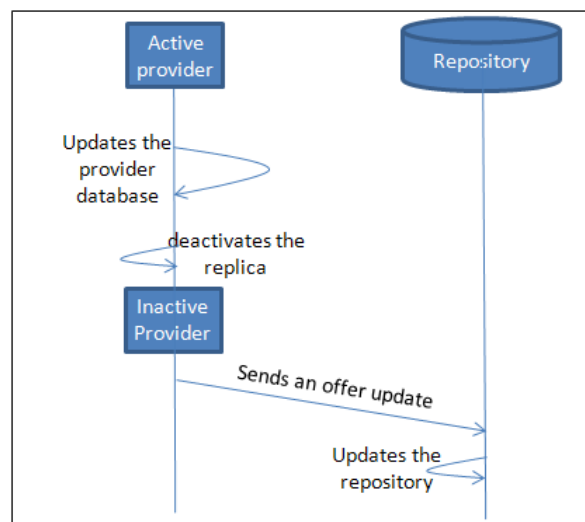 Active
provider
Repository
Updates the
provider
database
deactivates the
replica
Inactive
Provider
Sends an offer update
Updates the
repository